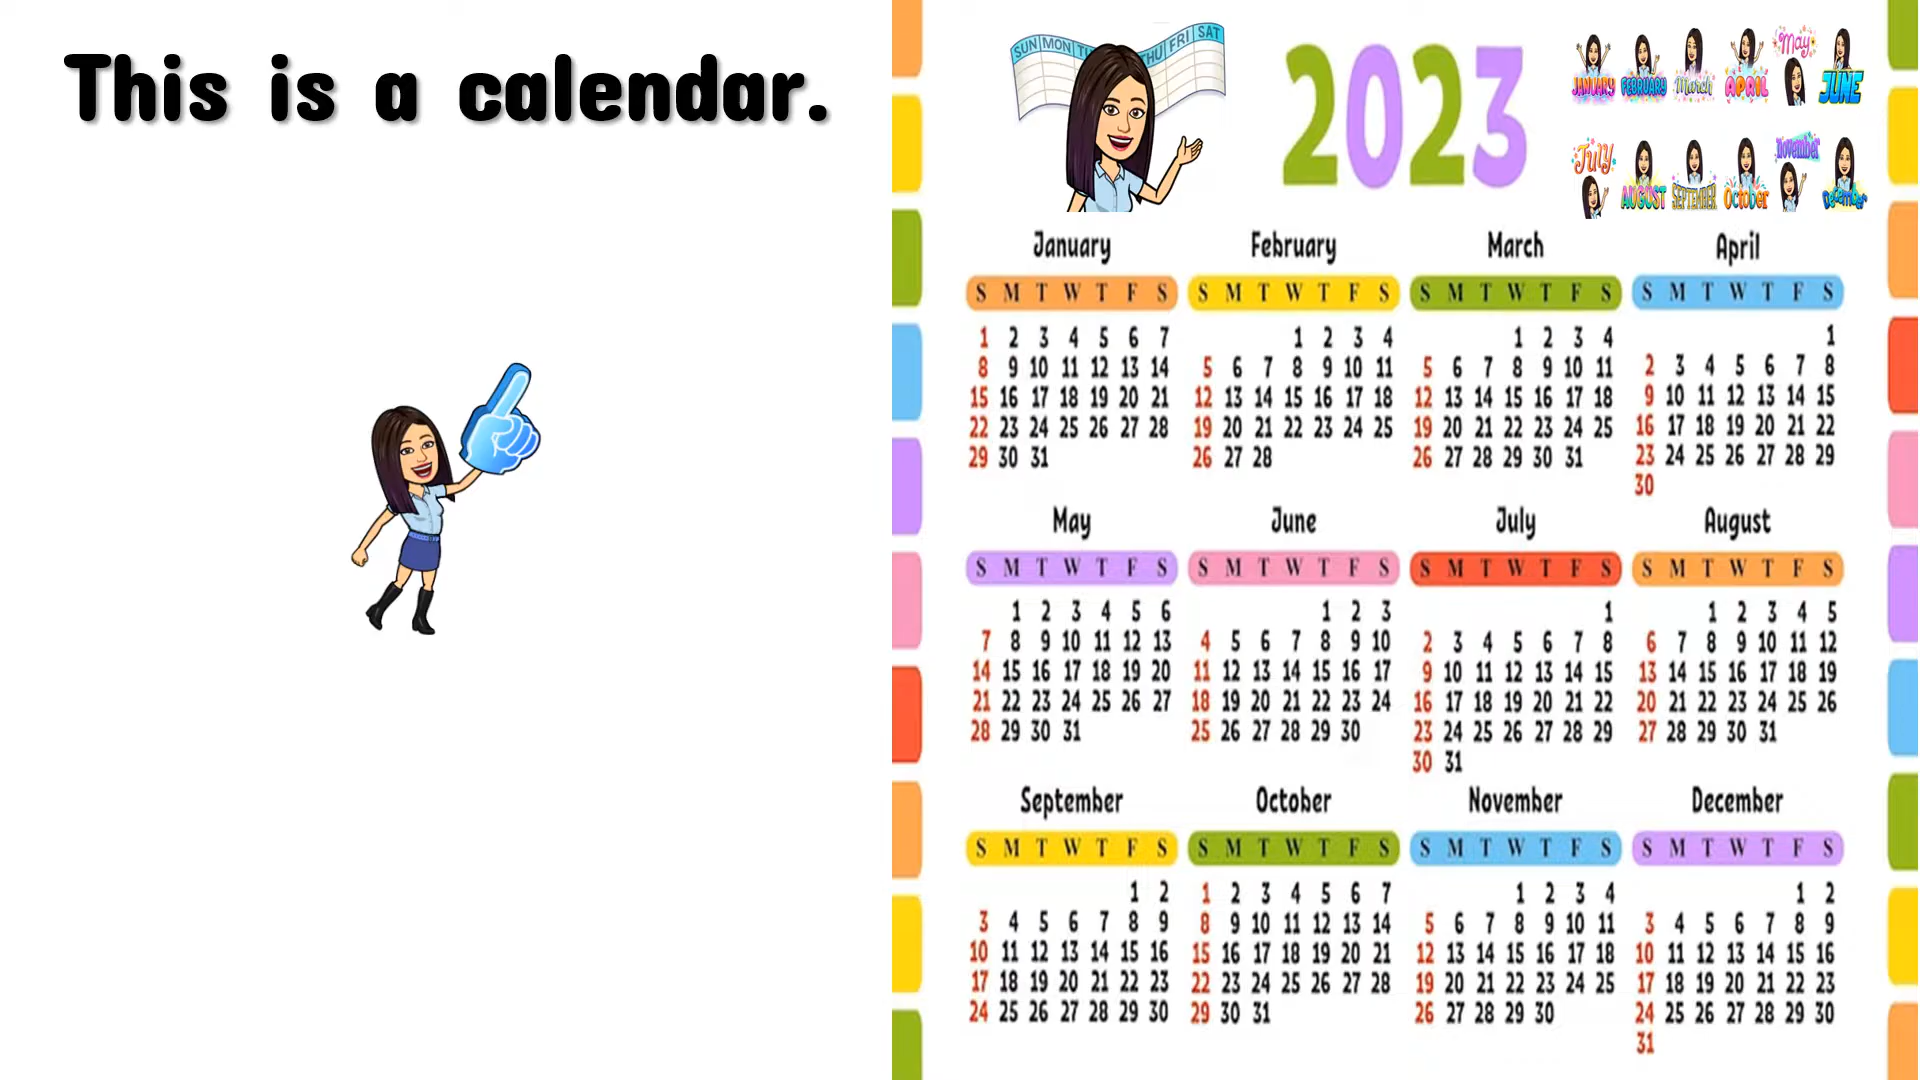 This is a calendar.
SUN MON TU THU FRI SAT
2023
JANUARY FEBRUARY March APRIL May JUNE
July AUGUST SEPTEMBER October November December
January February March April
S M T W T F S S M T W T F S S M T W T F S S M T W T F S
1 2 3 4 5 6 7 1 2 3 4 1 2 3 4 1
8 9 10 11 12 13 14 5 6 7 8 9 10 11 5 6 7 8 9 10 11 2 3 4 5 6 7 8
15 16 17 18 19 20 21 12 13 14 15 16 17 18 12 13 14 15 16 17 18 9 10 11 12 13 14 15
22 23 24 25 26 27 28 19 20 21 22 23 24 25 19 20 21 22 23 24 25 16 17 18 19 20 21 22
29 30 31 26 27 28 26 27 28 29 30 31 23 24 25 26 27 28 29
30
May June July August
S M T W T F S S M T W T F S S M T W T F S S M T W T F S
1 2 3 4 5 6 1 2 3 1 1 2 3 4 5
7 8 9 10 11 12 13 4 5 6 7 8 9 10 2 3 4 5 6 7 8 6 7 8 9 10 11 12
14 15 16 17 18 19 20 11 12 13 14 15 16 17 9 10 11 12 13 14 15 13 14 15 16 17 18 19
21 22 23 24 25 26 27 18 19 20 21 22 23 24 16 17 18 19 20 21 22 20 21 22 23 24 25 26
28 29 30 31 25 26 27 28 29 30 23 24 25 26 27 28 29 27 28 29 30 31
30 31
September October November December
S M T W T F S S M T W T F S S M T W T F S S M T W T F S
1 2 1 2 3 4 5 6 7 1 2 3 4 1 2
3 4 5 6 7 8 9 8 9 10 11 12 13 14 5 6 7 8 9 10 11 3 4 5 6 7 8 9
10 11 12 13 14 15 16 15 16 17 18 19 20 21 12 13 14 15 16 17 18 10 11 12 13 14 15 16
17 18 19 20 21 22 23 22 23 24 25 26 27 28 19 20 21 22 23 24 25 17 18 19 20 21 22 23
24 25 26 27 28 29 30 29 30 31 26 27 28 29 30 24 25 26 27 28 29 30
31